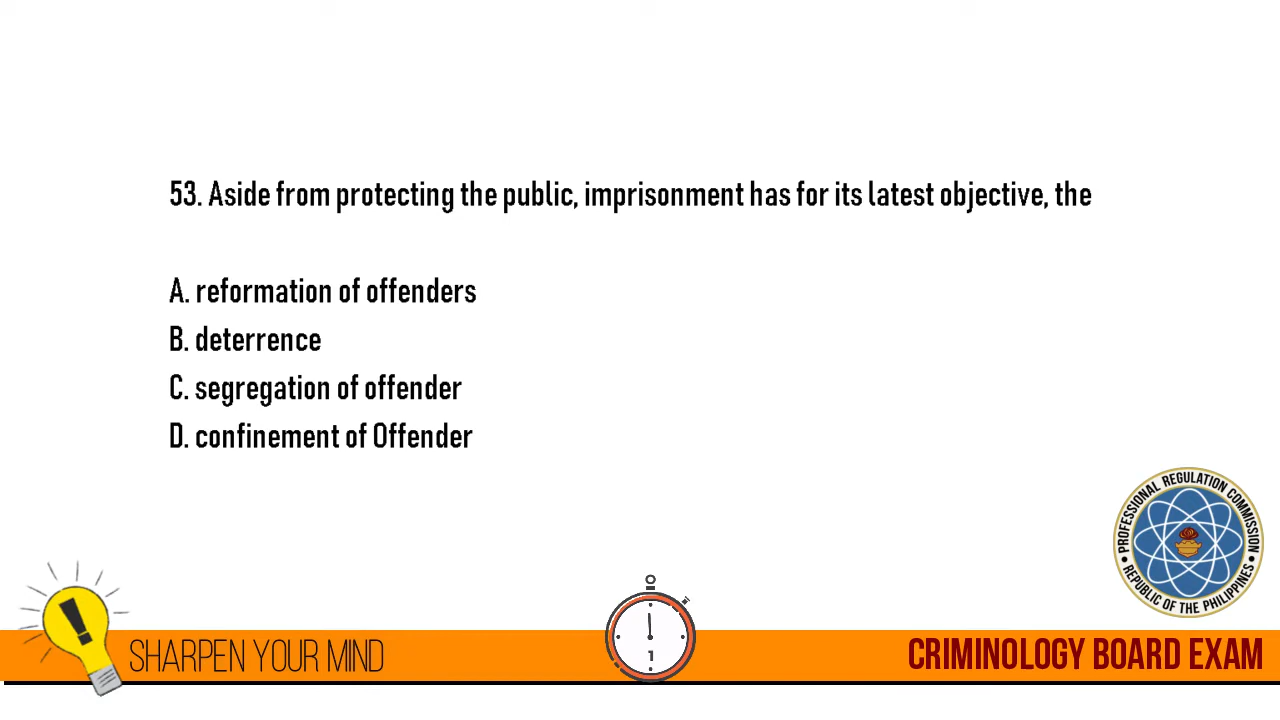 53. Aside from protecting the public, imprisonment has for its latest objective, the
A. reformation of offenders
B. deterrence
C. segregation of offender
D. confinement of Offender
PROFESSIONAL REGULATION COMMISSION
REPUBLIC OF THE PHILIPPINES
1
SHARPEN YOUR MIND
CRIMINOLOGY BOARD EXAM